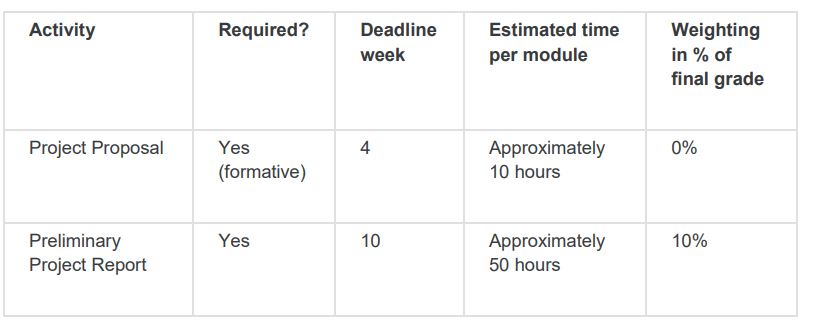 Activity
Required?
Deadline
week
Estimated time
per module
Weighting
in % of
final grade
Project Proposal
Yes
(formative)
4
Approximately
10 hours
0%
Preliminary
Project Report
Yes
10
Approximately
50 hours
10%